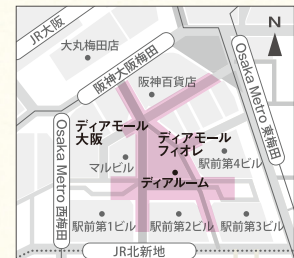 JR大阪
N
大丸梅田店
阪神大阪梅田
阪神百貨店
Osaka Metro 東梅田
ディアモール
大阪
ディアモール
フィオレ
Osaka Metro 西梅田
マルビル
駅前第4ビル
ディアルーム
駅前第1ビル
駅前第2ビル
駅前第3ビル
JR北新地